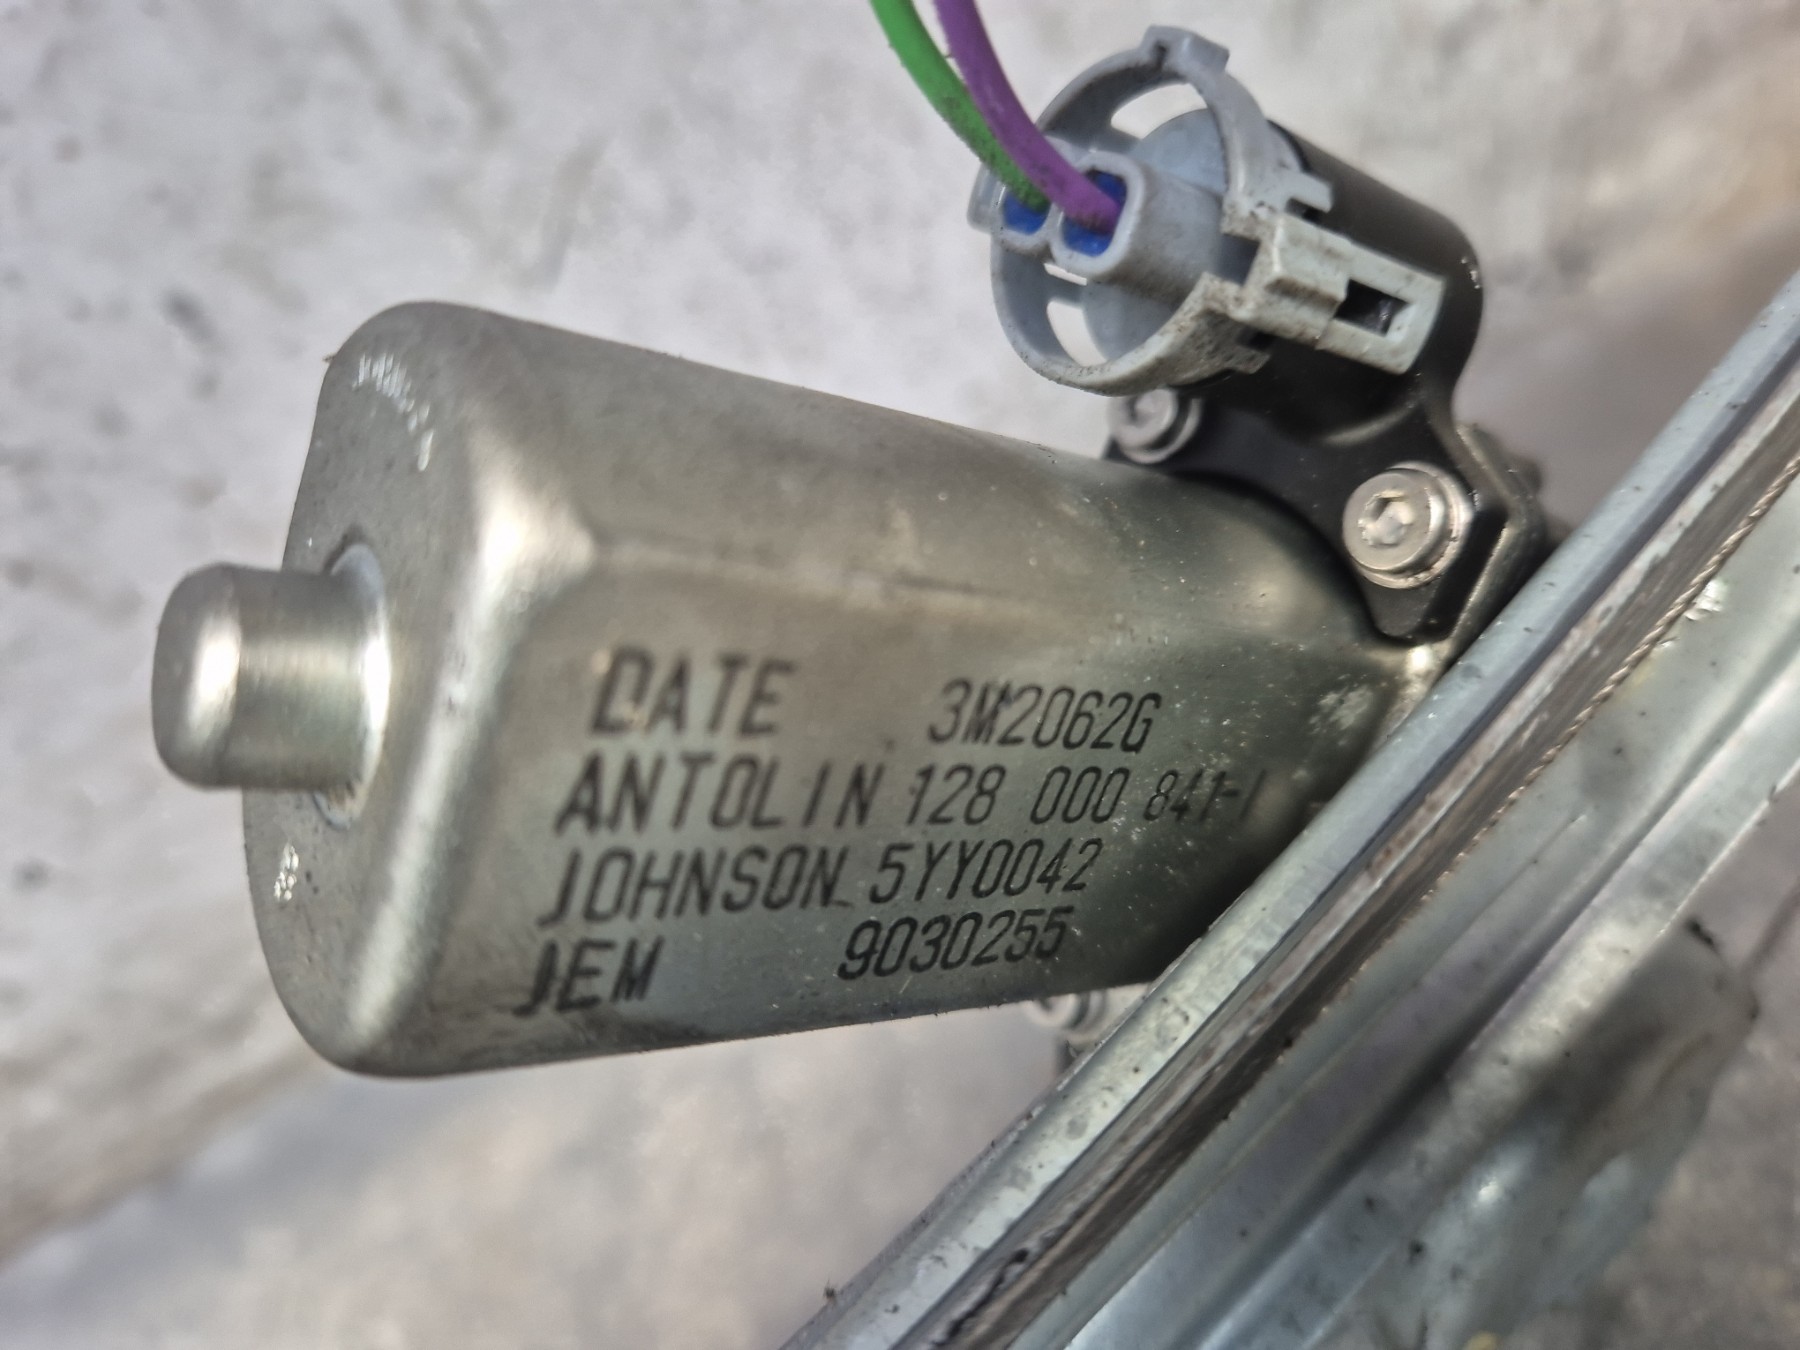 DATE 3M2062G
ANTOLIN 128 000 841-1
JOHNSON 5YY0042
JEM 9030255